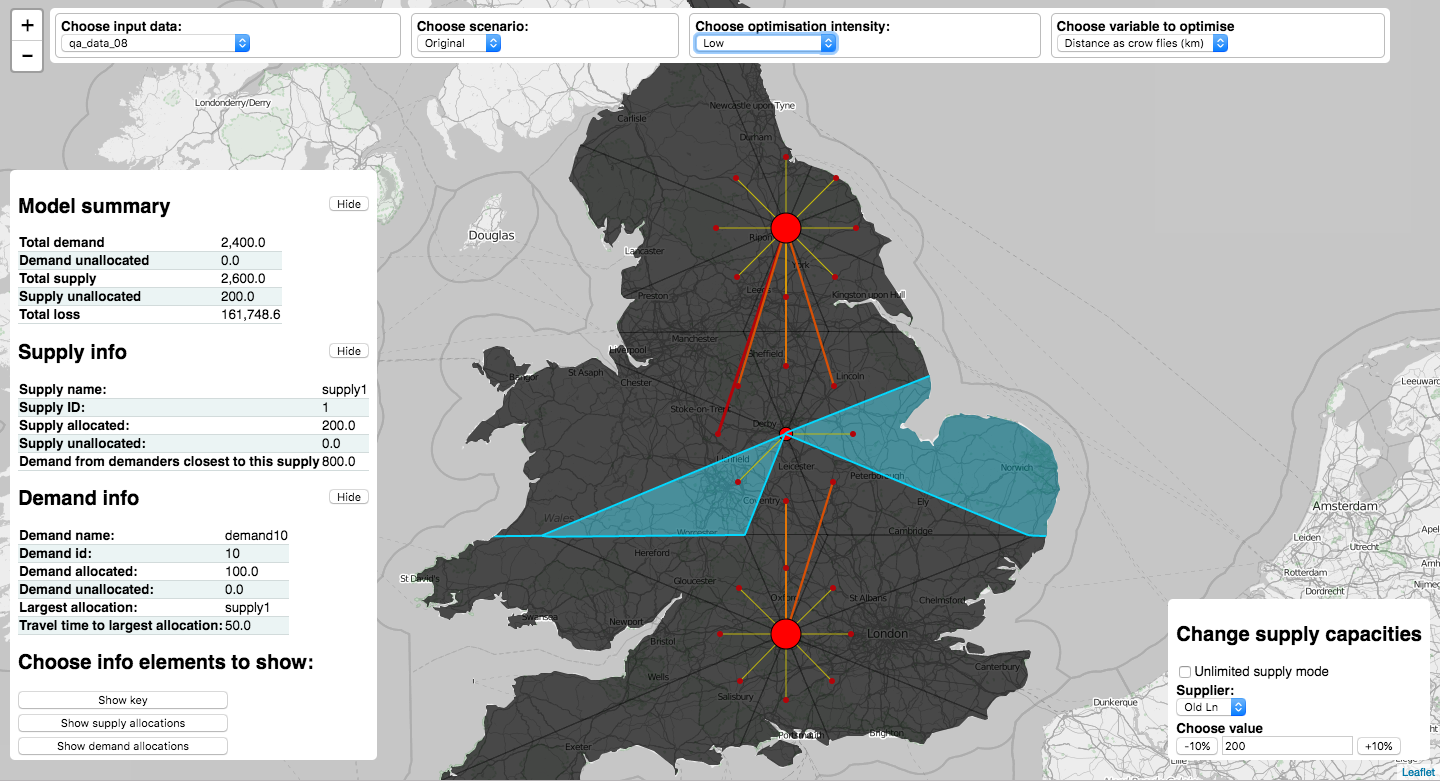 +
−
Choose input data:
qa_data_08
Choose scenario:
Original
Choose optimisation intensity:
Low
Choose variable to optimise
Distance as crow flies (km)
Model summary
Hide
Total demand 2,400.0
Demand unallocated 0.0
Total supply 2,600.0
Supply unallocated 200.0
Total loss 161,748.6
Supply info
Hide
Supply name: supply1
Supply ID: 1
Supply allocated: 200.0
Supply unallocated: 0.0
Demand from demanders closest to this supply 800.0
Demand info
Hide
Demand name: demand10
Demand id: 10
Demand allocated: 100.0
Demand unallocated: 0.0
Largest allocation: supply1
Travel time to largest allocation: 50.0
Choose info elements to show:
Show key
Show supply allocations
Show demand allocations
Londonderry/Derry
Newcastle upon Tyne
Carlisle
Durham
Douglas
Ripon
Lancaster
York
Leeds
Preston
Kingston upon Hull
Manchester
Liverpool
Sheffield
Bangor
St Asaph
Chester
Lincoln
Stoke-on-Trent
Derby
Lichfield
Leicester
Peterborough
Norwich
Coventry
Ely
Wales
Worcester
Cambridge
Hereford
St David's
Gloucester
Oxford
St Albans
Chelmsford
Swansea
Newport
Bristol
London
Wells
Canterbury
Salisbury
Portsmouth
Brighton
Exeter
Leeuward
Amsterdam
Apel
Leiden
Utrecht
Rotterdam
Arnh
Dordrecht
Nijme
Dunkerque
Lille
Change supply capacities
Unlimited supply mode
Supplier:
Old Ln
Choose value
-10% 200 +10%
Leaflet